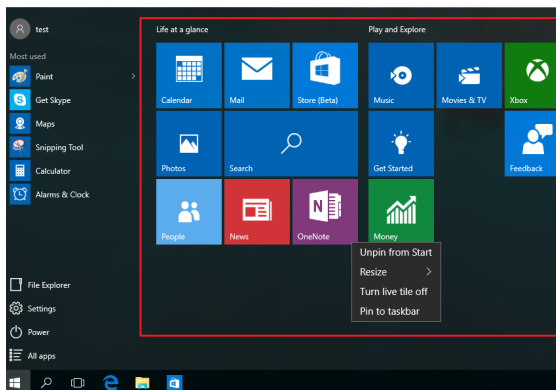 test
Most used
Paint
Get Skype
Maps
Snipping Tool
Calculator
Alarms & Clock
File Explorer
Settings
Power
All apps
Life at a glance
Calendar
Mail
Store (Beta)
Photos
Search
People
News
OneNote
Play and Explore
Music
Movies & TV
Xbox
Get Started
Feedback
Money
Unpin from Start
Resize
Turn live tile off
Pin to taskbar